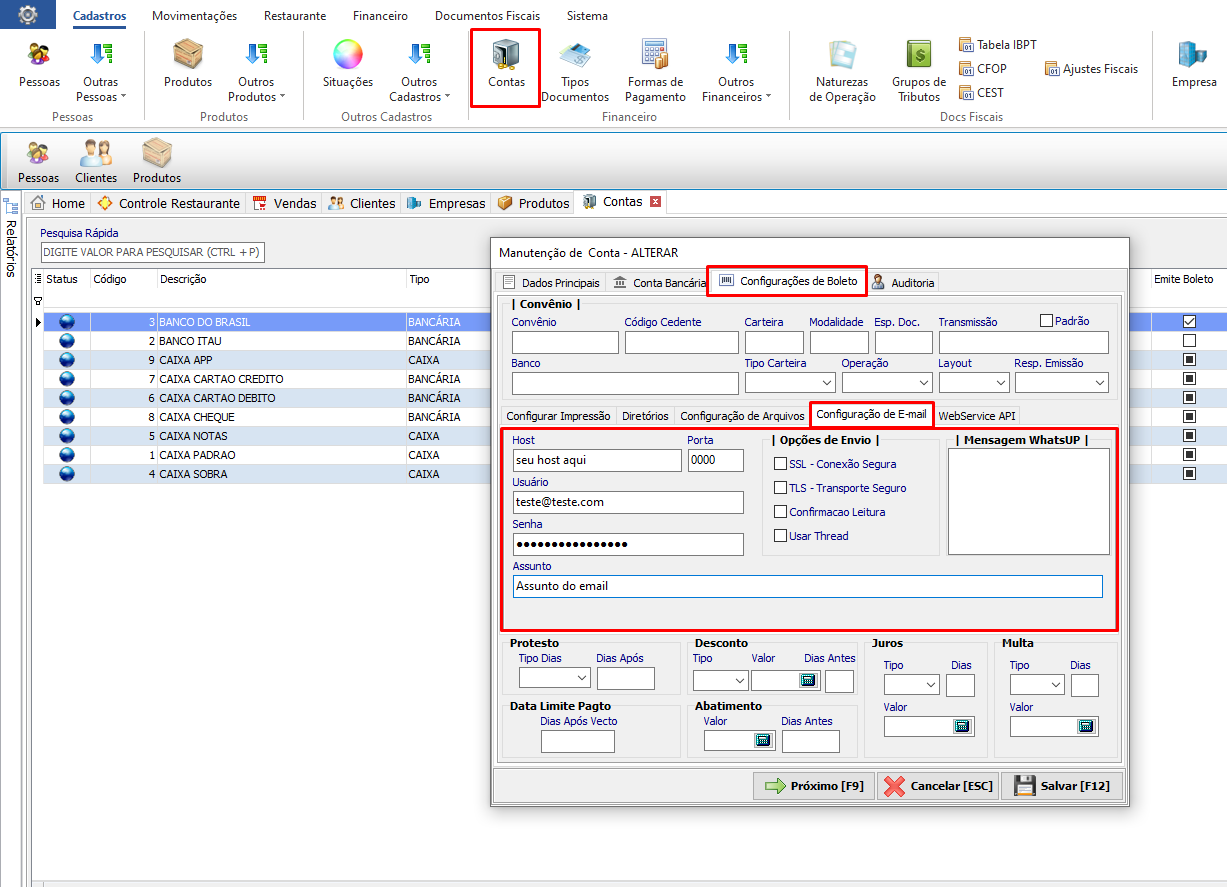 Cadastros Movimentações Restaurante Financeiro Documentos Fiscais Sistema
Pessoas
Outras Pessoas
Pessoas
Produtos
Outros Produtos
Produtos
Situações
Outros Cadastros
Outros Cadastros
Contas
Tipos Documentos
Formas de Pagamento
Outros Financeiros
Financeiro
Naturezas de Operação
Grupos de Tributos
Tabela IBPT
CFOP
CEST
Ajustes Fiscais
Docs Fiscais
Empresa
Pessoas Clientes Produtos
Relatórios
Home Controle Restaurante Vendas Clientes Empresas Produtos Contas
Pesquisa Rápida
DIGITE VALOR PARA PESQUISAR (CTRL +P)
Status Código Descrição Tipo Emite Boleto
3 BANCO DO BRASIL BANCÁRIA
2 BANCO ITAU BANCÁRIA
9 CAIXA APP CAIXA
7 CAIXA CARTAO CREDITO BANCÁRIA
6 CAIXA CARTAO DEBITO BANCÁRIA
8 CAIXA CHEQUE BANCÁRIA
5 CAIXA NOTAS CAIXA
1 CAIXA PADRAO CAIXA
4 CAIXA SOBRA CAIXA
Manutenção de Conta - ALTERAR
Dados Principais Conta Bancária Configurações de Boleto Auditoria
| Convênio |
Convênio Código Cedente Carteira Modalidade Esp. Doc. Transmissão Padrão
Banco Tipo Carteira Operação Layout Resp. Emissão
Configurar Impressão Diretórios Configuração de Arquivos Configuração de E-mail WebService API
Host Porta
seu host aqui 0000
Usuário
teste@teste.com
Senha
●●●●●●●●●●●●●●●●
Assunto
Assunto do email
| Opções de Envio |
SSL - Conexão Segura
TLS - Transporte Seguro
Confirmacao Leitura
Usar Thread
| Mensagem WhatsUP |
Protesto
Tipo Dias Dias Após
Data Limite Pagto
Dias Após Vecto
Desconto
Tipo Valor Dias Antes
Abatimento
Valor Dias Antes
Juros
Tipo Dias
Valor
Multa
Tipo Dias
Valor
Próximo [F9] Cancelar [ESC] Salvar [F12]